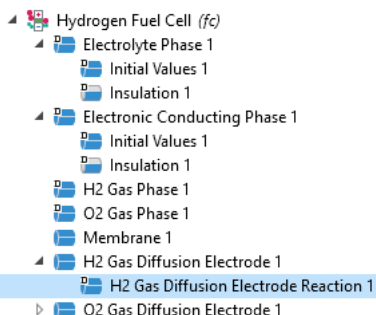 Hydrogen Fuel Cell (fc)
Electrolyte Phase 1
Initial Values 1
Insulation 1
Electronic Conducting Phase 1
Initial Values 1
Insulation 1
H2 Gas Phase 1
O2 Gas Phase 1
Membrane 1
H2 Gas Diffusion Electrode 1
H2 Gas Diffusion Electrode Reaction 1
O2 Gas Diffusion Electrode 1